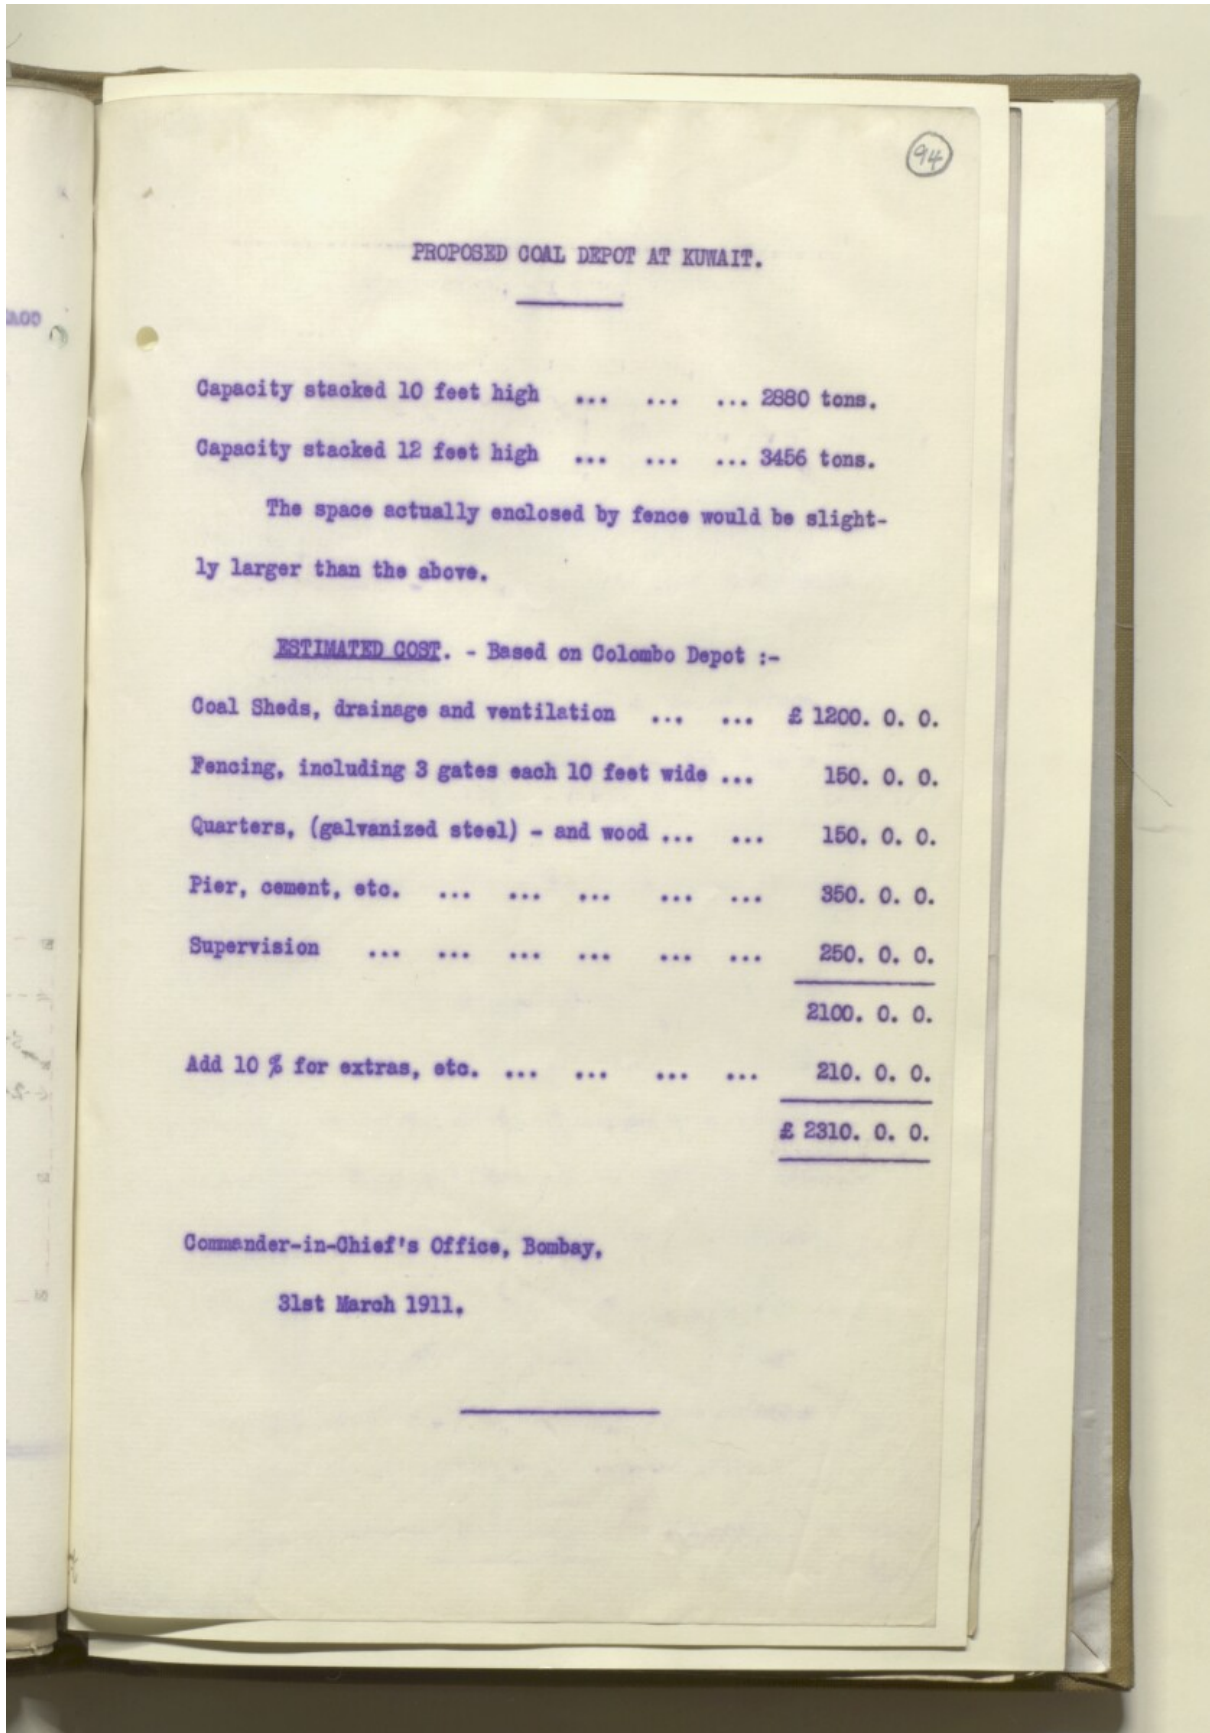 94
PROPOSED COAL DEPOT AT KUWAIT.
Capacity stacked 10 feet high ... ... ... 2880 tons.
Capacity stacked 12 feet high ... ... ... 3456 tons.
The space actually enclosed by fence would be slight-
ly larger than the above.
ESTIMATED COST. - Based on Colombo Depot :-
Coal Sheds, drainage and ventilation ... ... £ 1200. 0. 0.
Fencing, including 3 gates each 10 feet wide ... 150. 0. 0.
Quarters, (galvanized steel) - and wood ... ... 150. 0. 0.
Pier, cement, etc. ... ... ... ... ... 350. 0. 0.
Supervision ... ... ... ... ... ... 250. 0. 0.
2100. 0. 0.
Add 10 % for extras, etc. ... ... ... ... 210. 0. 0.
£ 2310. 0. 0.
Commander-in-Chief's Office, Bombay,
31st March 1911.